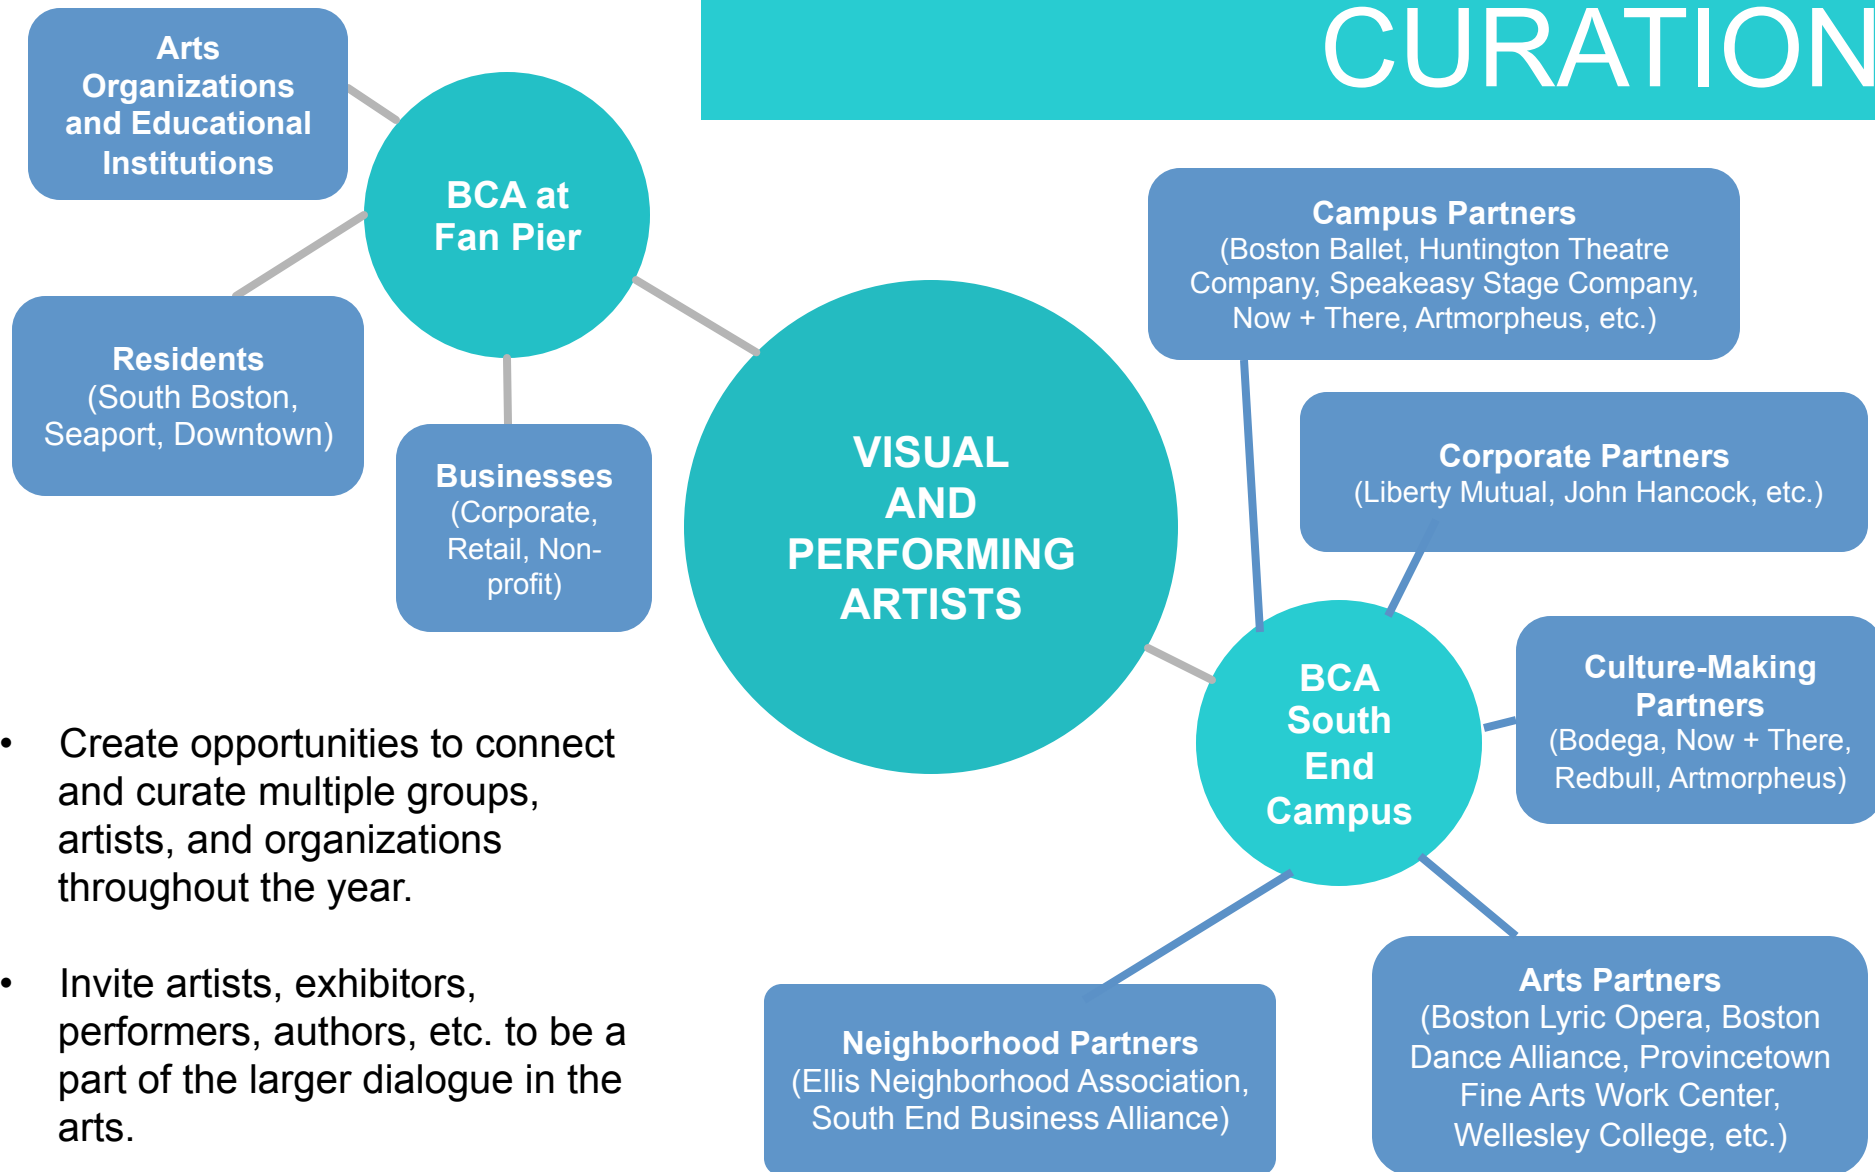 CURATION
Arts
Organizations
and Educational
Institutions
BCA at
Fan Pier
Residents
(South Boston,
Seaport, Downtown)
Businesses
(Corporate,
Retail, Non-
profit)
VISUAL
AND
PERFORMING
ARTISTS
Campus Partners
(Boston Ballet, Huntington Theatre
Company, Speakeasy Stage Company,
Now + There, Artmorpheus, etc.)
Corporate Partners
(Liberty Mutual, John Hancock, etc.)
BCA
South
End
Campus
Culture-Making
Partners
(Bodega, Now + There,
Redbull, Artmorpheus)
Neighborhood Partners
(Ellis Neighborhood Association,
South End Business Alliance)
Arts Partners
(Boston Lyric Opera, Boston
Dance Alliance, Provincetown
Fine Arts Work Center,
Wellesley College, etc.)
• Create opportunities to connect
and curate multiple groups,
artists, and organizations
throughout the year.
• Invite artists, exhibitors,
performers, authors, etc. to be a
part of the larger dialogue in the
arts.